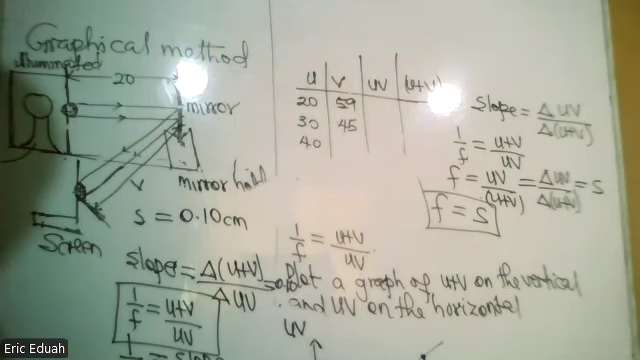 Graphical method
illuminated
20
mirror
V
mirror
Screen
S = 0.10cm
U V UV (U+V)
20 59
30 45
40
Slope = ΔUV / Δ(U+V)
1/f = U+V / UV
f = UV / (U+V) = ΔUV / Δ(U+V) = S
f = S
1/f = U+V / UV
Slope = Δ(U+V) / ΔUV
1/f = U+V / UV
Plot a graph of U+V on the vertical
and UV on the horizontal
UV
Eric Eduah